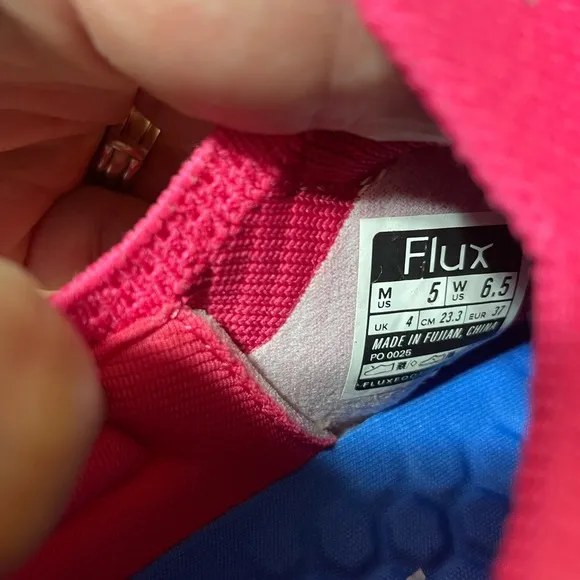 Flux
M US 5 W US 6.5
UK 4 CM 23.3 EUR 37
MADE IN FUJIAN, CHINA
PO 0025